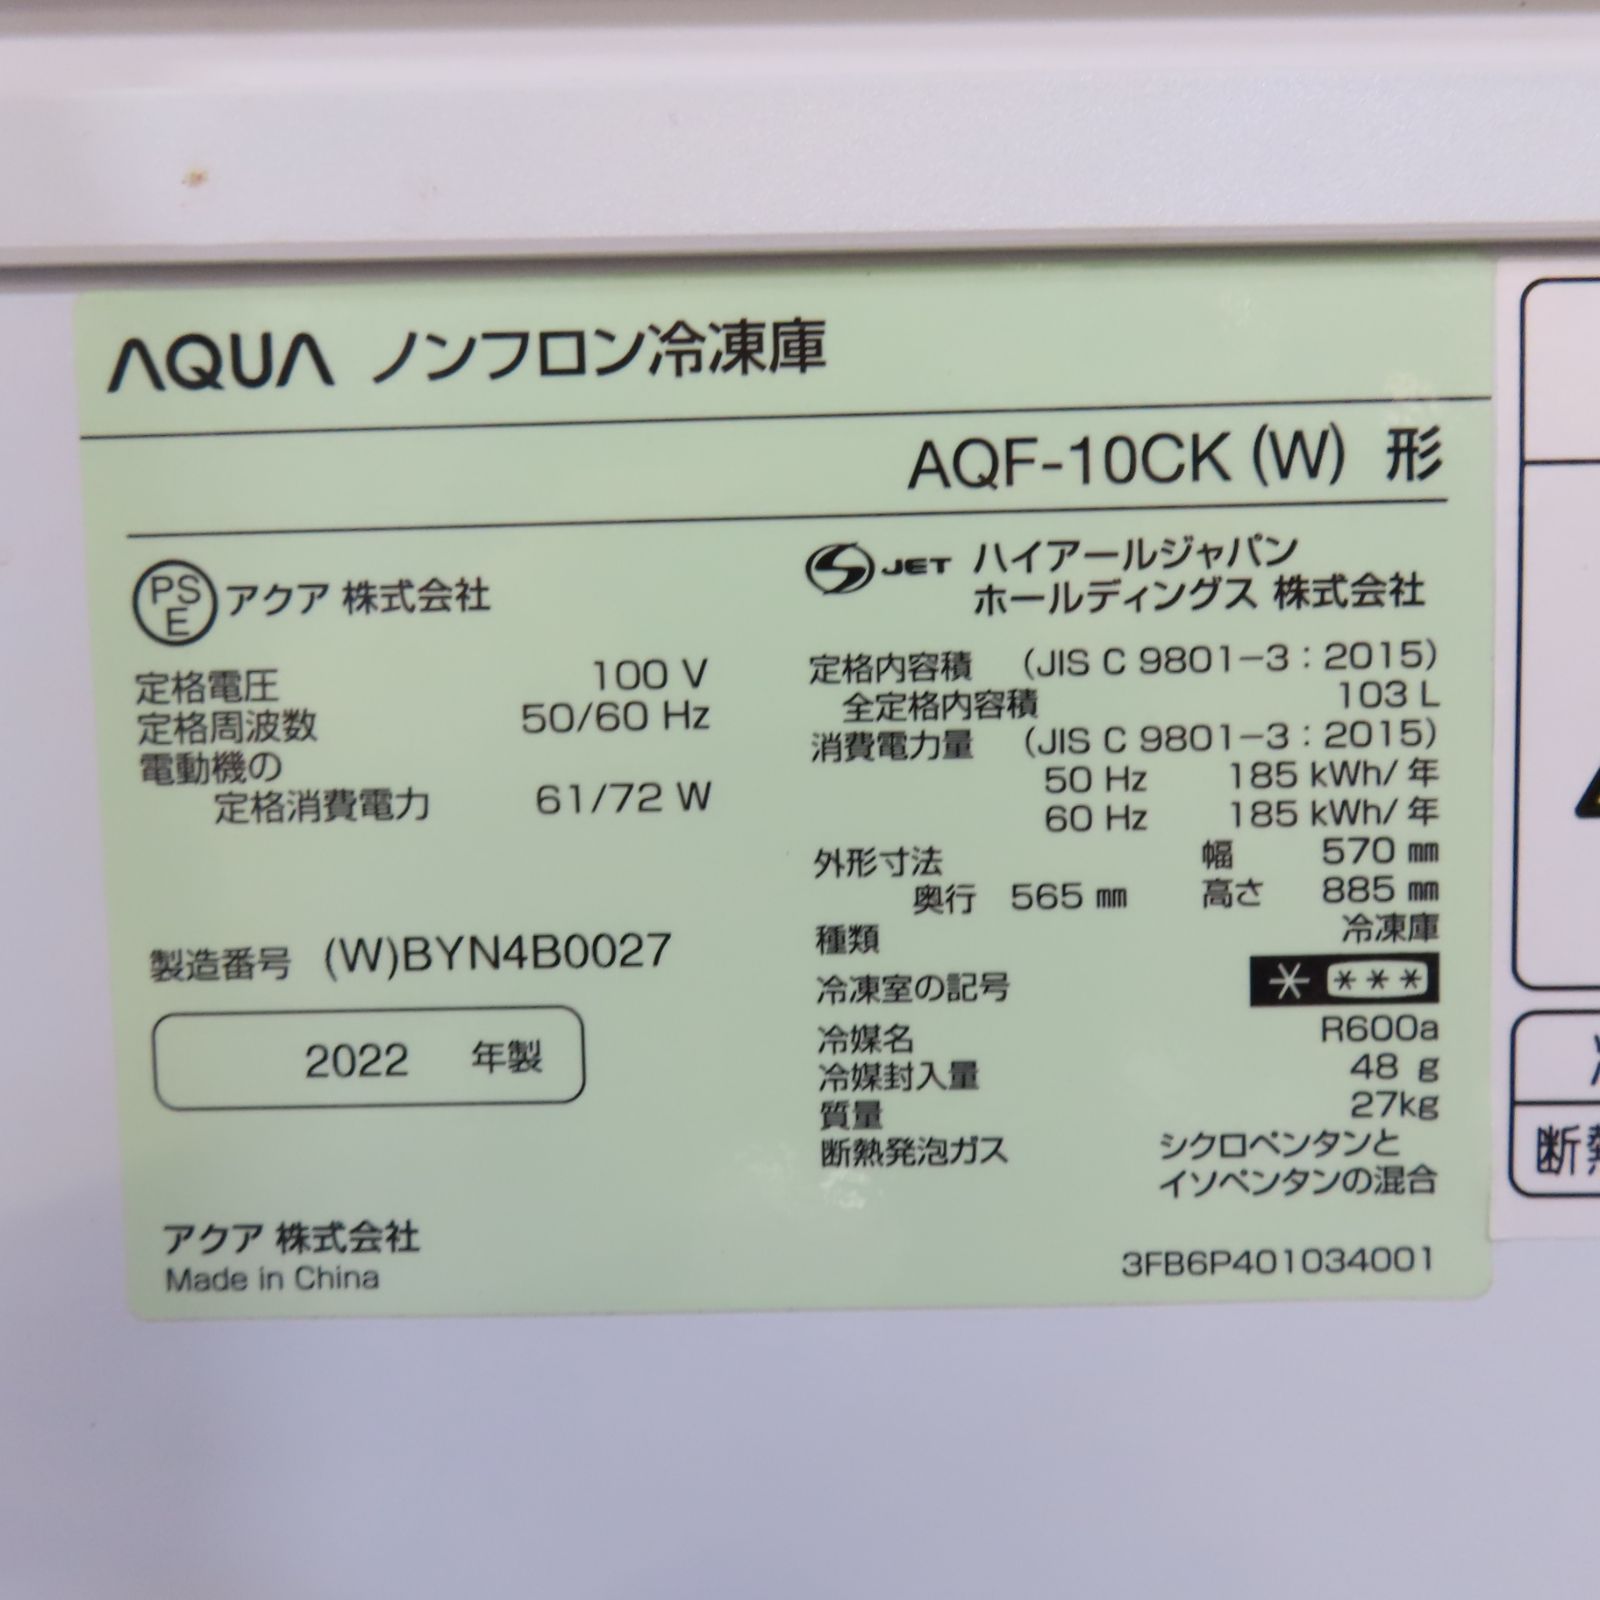 AQUA ノンフロン冷凍庫
AQF-10CK (W) 形
PS
E
アクア 株式会社
定格電圧 100 V
定格周波数 50/60 Hz
電動機の
定格消費電力 61/72 W
製造番号 (W)BYN4B0027
2022 年製
アクア 株式会社
Made in China
JET ハイアールジャパン
ホールディングス 株式会社
定格内容積 (JIS C 9801-3 : 2015)
全定格内容積 103 L
消費電力量 (JIS C 9801-3 : 2015)
50 Hz 185 kWh/ 年
60 Hz 185 kWh/ 年
外形寸法 幅 570 ㎜
奥行 565 ㎜ 高さ 885 ㎜
種類 冷凍庫
冷凍室の記号 * ***
冷媒名 R600a
冷媒封入量 48 g
質量 27kg
断熱発泡ガス シクロペンタンと
イソペンタンの混合
3FB6P401034001
断